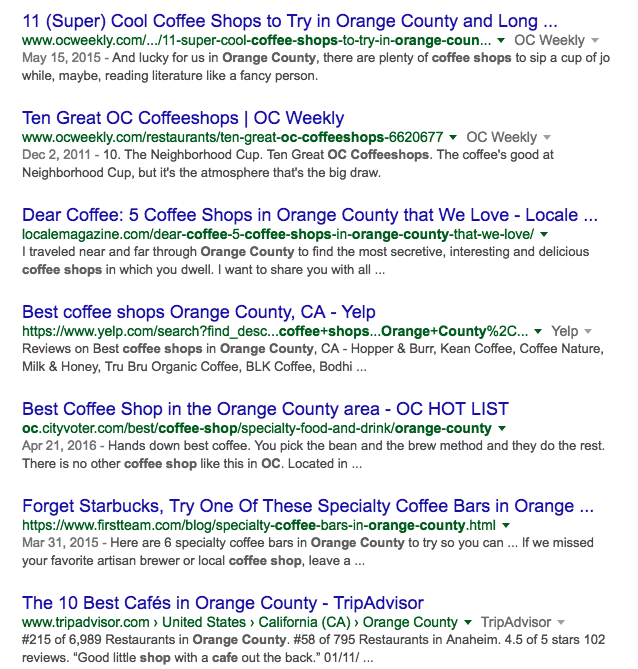 11 (Super) Cool Coffee Shops to Try in Orange County and Long ...
www.ocweekly.com/.../11-super-cool-coffee-shops-to-try-in-orange-coun... ▼ OC Weekly ▼
May 15, 2015 - And lucky for us in Orange County, there are plenty of coffee shops to sip a cup of jo
while, maybe, reading literature like a fancy person.
Ten Great OC Coffeeshops | OC Weekly
www.ocweekly.com/restaurants/ten-great-oc-coffeeshops-6620677 ▼ OC Weekly ▼
Dec 2, 2011 - 10. The Neighborhood Cup. Ten Great OC Coffeeshops. The coffee's good at
Neighborhood Cup, but it's the atmosphere that's the big draw.
Dear Coffee: 5 Coffee Shops in Orange County that We Love - Locale ...
localemagazine.com/dear-coffee-5-coffee-shops-in-orange-county-that-we-love/ ▼
I traveled near and far through Orange County to find the most secretive, interesting and delicious
coffee shops in which you dwell. I want to share you with all ...
Best coffee shops Orange County, CA - Yelp
https://www.yelp.com/search?find_desc...coffee+shops...Orange+County%2C... ▼ Yelp ▼
Reviews on Best coffee shops in Orange County, CA - Hopper & Burr, Kean Coffee, Coffee Nature,
Milk & Honey, Tru Bru Organic Coffee, BLK Coffee, Bodhi ...
Best Coffee Shop in the Orange County area - OC HOT LIST
oc.cityvoter.com/best/coffee-shop/specialty-food-and-drink/orange-county ▼
Apr 21, 2016 - Hands down best coffee. You pick the bean and the brew method and they do the rest.
There is no other coffee shop like this in OC. Located in ...
Forget Starbucks, Try One Of These Specialty Coffee Bars in Orange ...
https://www.firstteam.com/blog/specialty-coffee-bars-in-orange-county.html ▼
Mar 31, 2015 - Here are 6 specialty coffee bars in Orange County to try so you can ... If we missed
your favorite artisan brewer or local coffee shop, leave a ...
The 10 Best Cafés in Orange County - TripAdvisor
www.tripadvisor.com › United States › California (CA) › Orange County ▼ TripAdvisor ▼
#215 of 6,989 Restaurants in Orange County. #58 of 795 Restaurants in Anaheim. 4.5 of 5 stars 102
reviews. “Good little shop with a cafe out the back.” 01/11/ ...